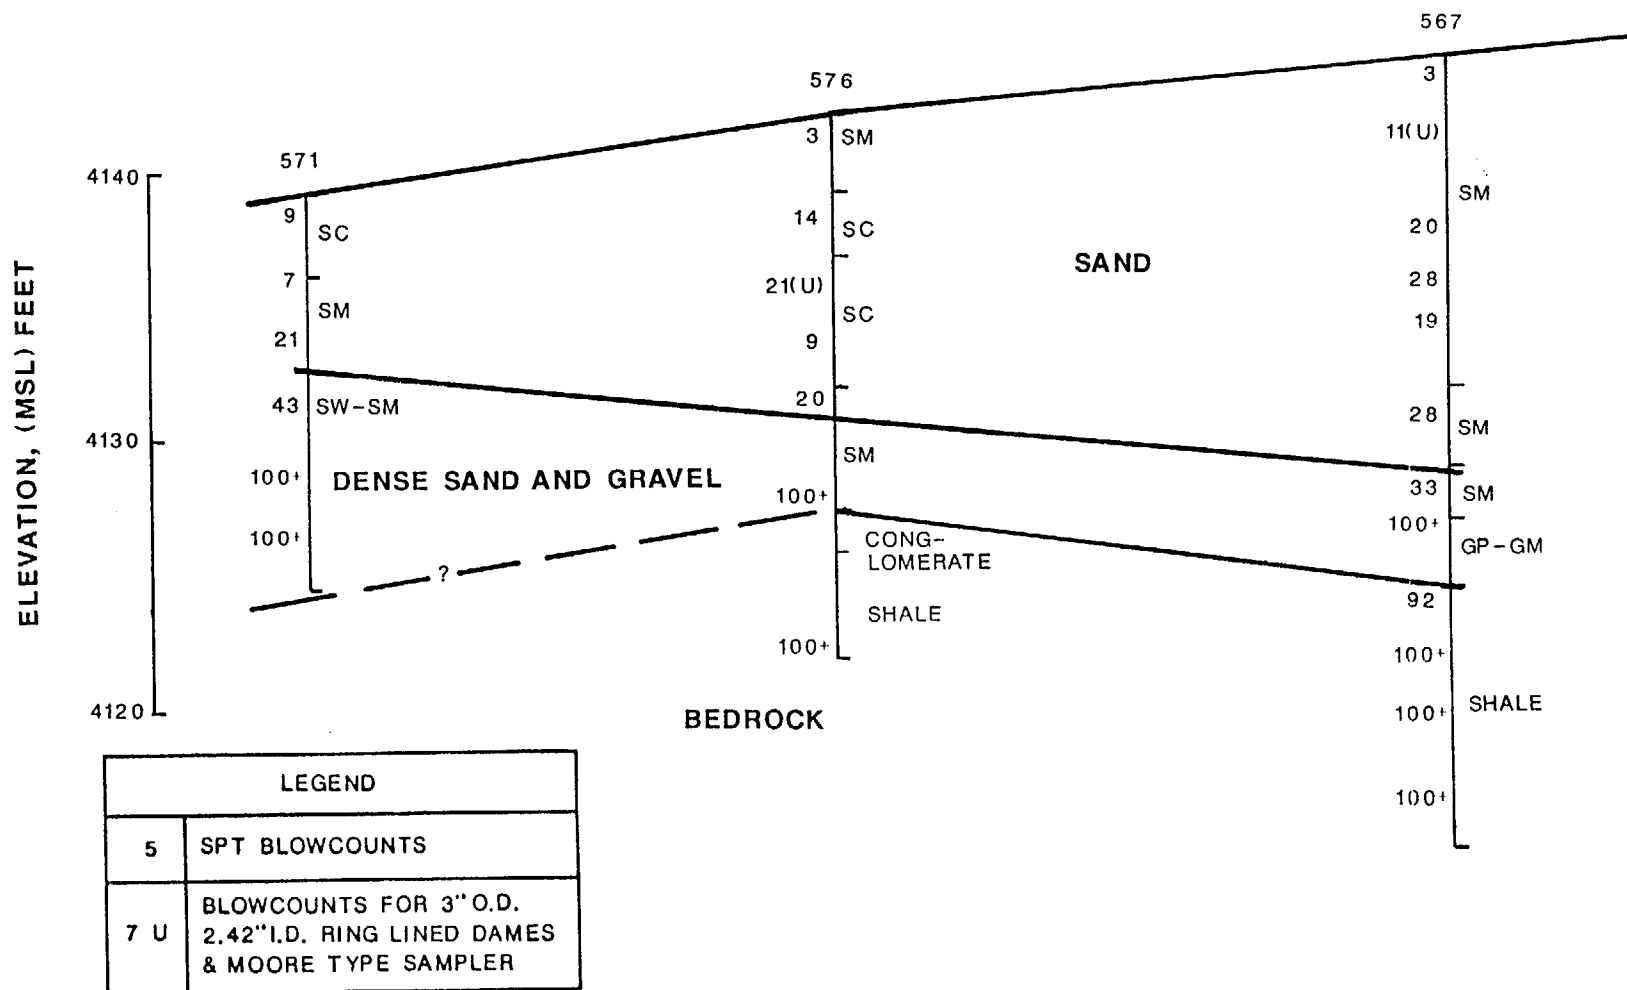 567
576
571
3
3 SM
11(U)
4140
9
SC
14
SC
SM
20
SAND
7
21(U)
28
SM
SC
19
21
9
43 SW-SM
20
28
SM
4130
SM
100+
DENSE SAND AND GRAVEL
100+
33
SM
100+
100+
CONG-
LOMERATE
GP-GM
?
92
SHALE
100+
100+
4120
BEDROCK
100+
SHALE
100+
ELEVATION, (MSL) FEET
LEGEND
5 SPT BLOWCOUNTS
7 U
BLOWCOUNTS FOR 3" O.D.
2.42" I.D. RING LINED DAMES
& MOORE TYPE SAMPLER